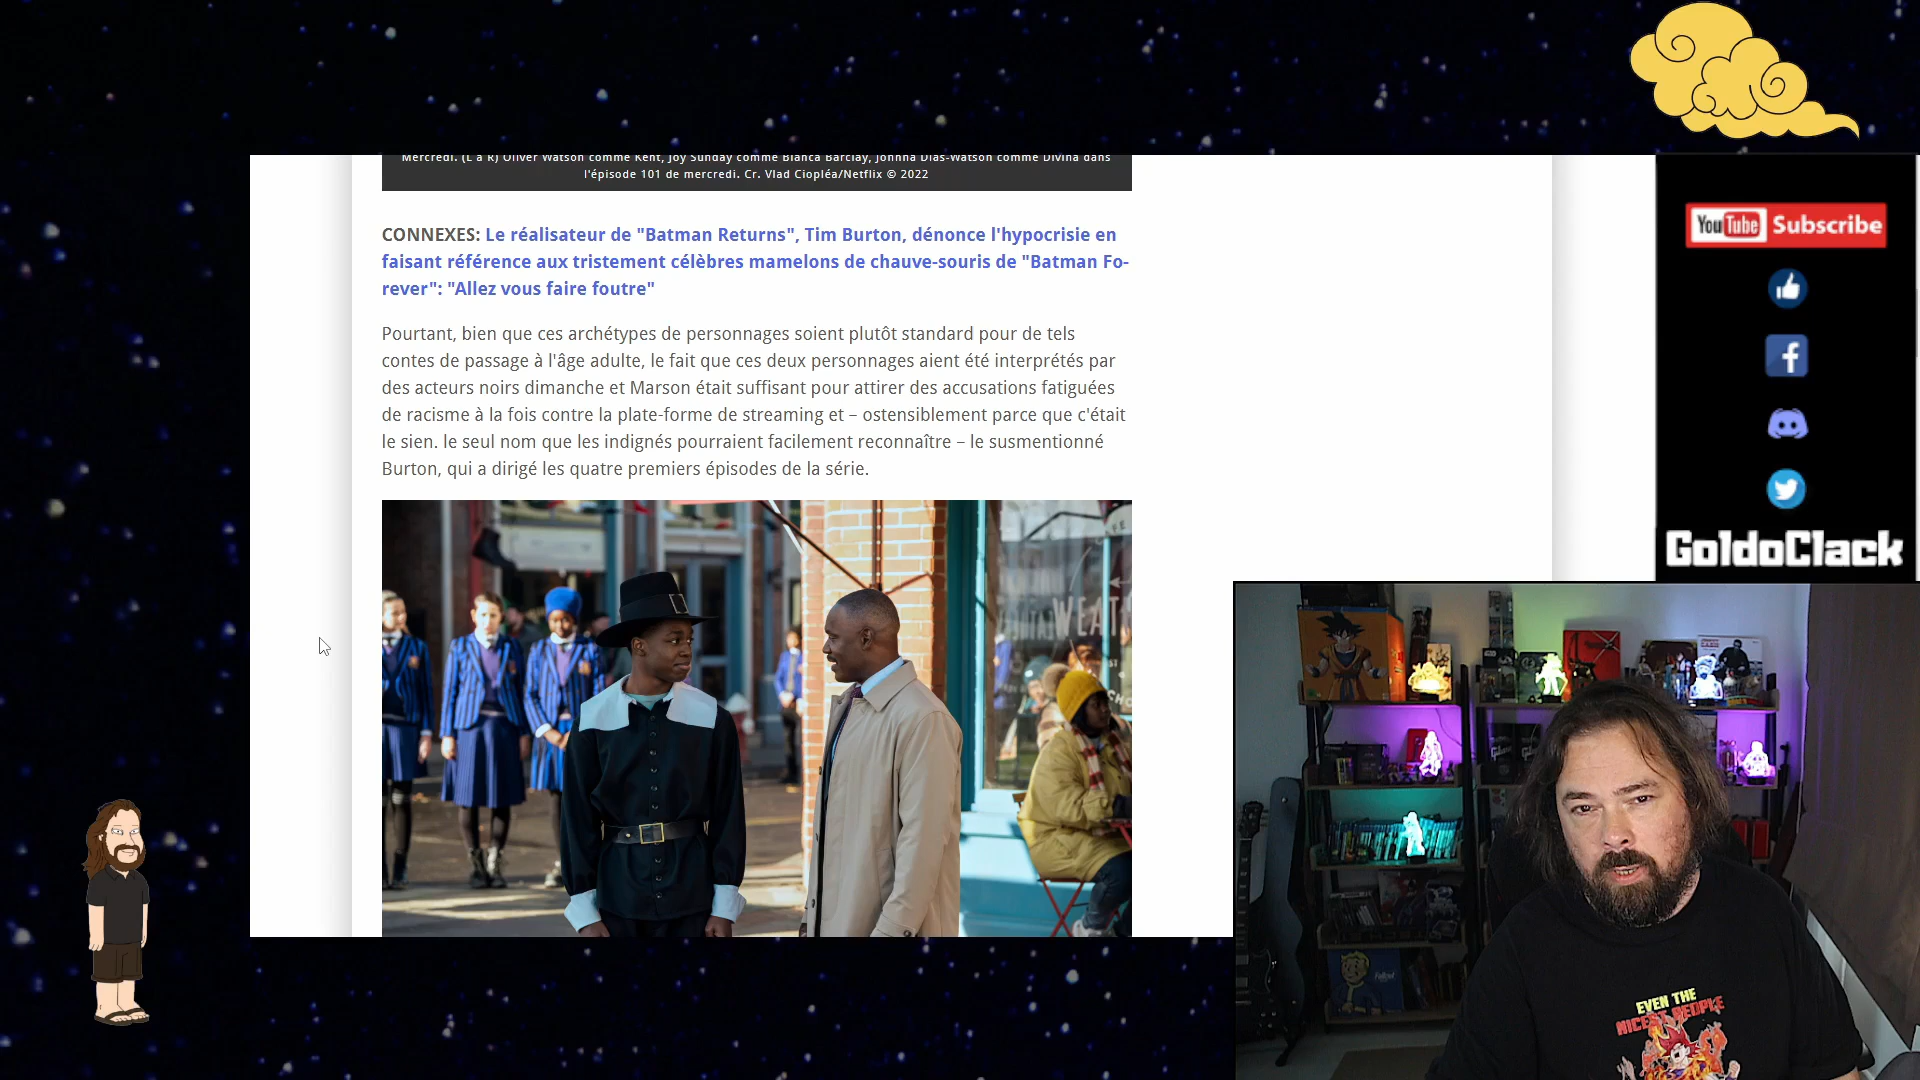 Mercredi. (L à R) Oliver Watson comme Kent, Joy Sunday comme Bianca Barclay, Johnna Dias-Watson comme Divina dans
l'épisode 101 de mercredi. Cr. Vlad Cioplea/Netflix © 2022
CONNEXES: Le réalisateur de "Batman Returns", Tim Burton, dénonce l'hypocrisie en
faisant référence aux tristement célèbres mamelons de chauve-souris de "Batman Fo-
rever": "Allez vous faire foutre"
Pourtant, bien que ces archétypes de personnages soient plutôt standard pour de tels
contes de passage à l'âge adulte, le fait que ces deux personnages aient été interprétés par
des acteurs noirs dimanche et Marson était suffisant pour attirer des accusations fatiguées
de racisme à la fois contre la plate-forme de streaming et – ostensiblement parce que c'était
le sien. le seul nom que les indignés pourraient facilement reconnaître – le susmentionné
Burton, qui a dirigé les quatre premiers épisodes de la série.
WEAT
YouTube Subscribe
GoldoClack
Fallout
EVEN THE
NICEST PEOPLE